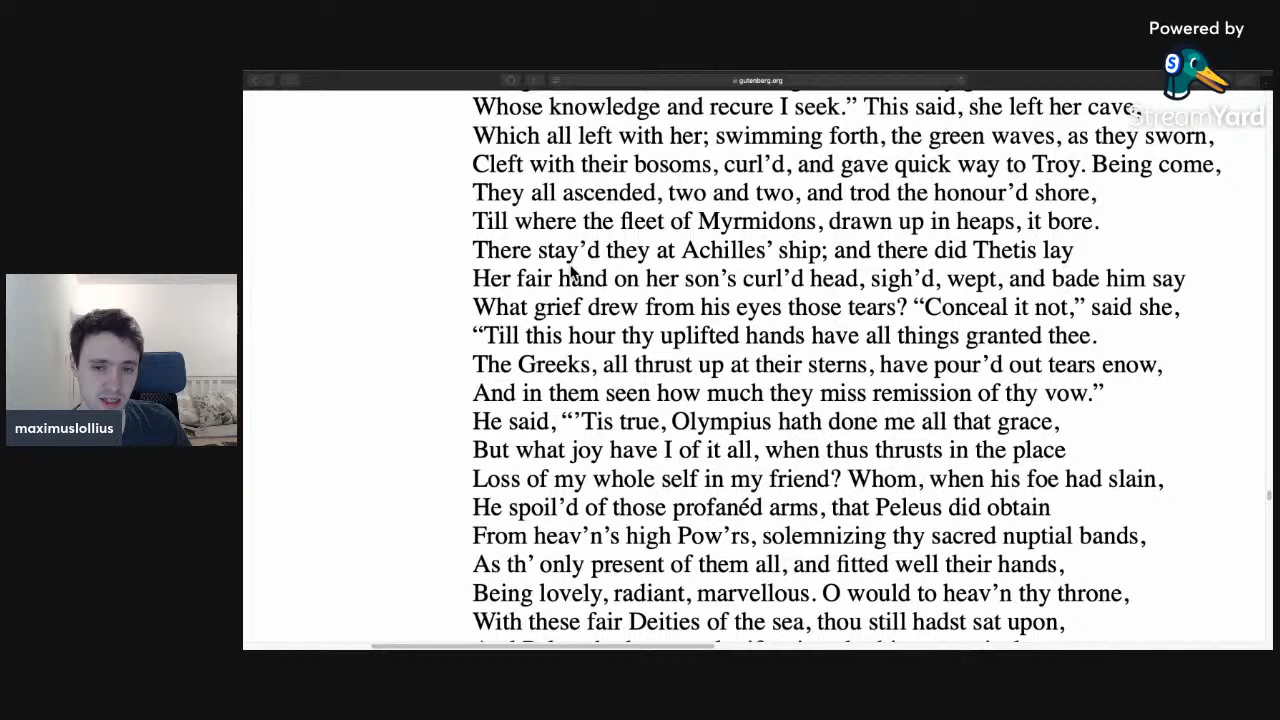 Powered by
StreamYard
gutenberg.org
Whose knowledge and recure I seek.” This said, she left her cave,
Which all left with her; swimming forth, the green waves, as they sworn,
Cleft with their bosoms, curl’d, and gave quick way to Troy. Being come,
They all ascended, two and two, and trod the honour’d shore,
Till where the fleet of Myrmidons, drawn up in heaps, it bore.
There stay’d they at Achilles’ ship; and there did Thetis lay
Her fair hand on her son’s curl’d head, sigh’d, wept, and bade him say
What grief drew from his eyes those tears? “Conceal it not,” said she,
“Till this hour thy uplifted hands have all things granted thee.
The Greeks, all thrust up at their sterns, have pour’d out tears enow,
And in them seen how much they miss remission of thy vow.”
He said, “’Tis true, Olympius hath done me all that grace,
But what joy have I of it all, when thus thrusts in the place
Loss of my whole self in my friend? Whom, when his foe had slain,
He spoil’d of those profanéd arms, that Peleus did obtain
From heav’n’s high Pow’rs, solemnizing thy sacred nuptial bands,
As th’ only present of them all, and fitted well their hands,
Being lovely, radiant, marvellous. O would to heav’n thy throne,
With these fair Deities of the sea, thou still hadst sat upon,
maximuslollius